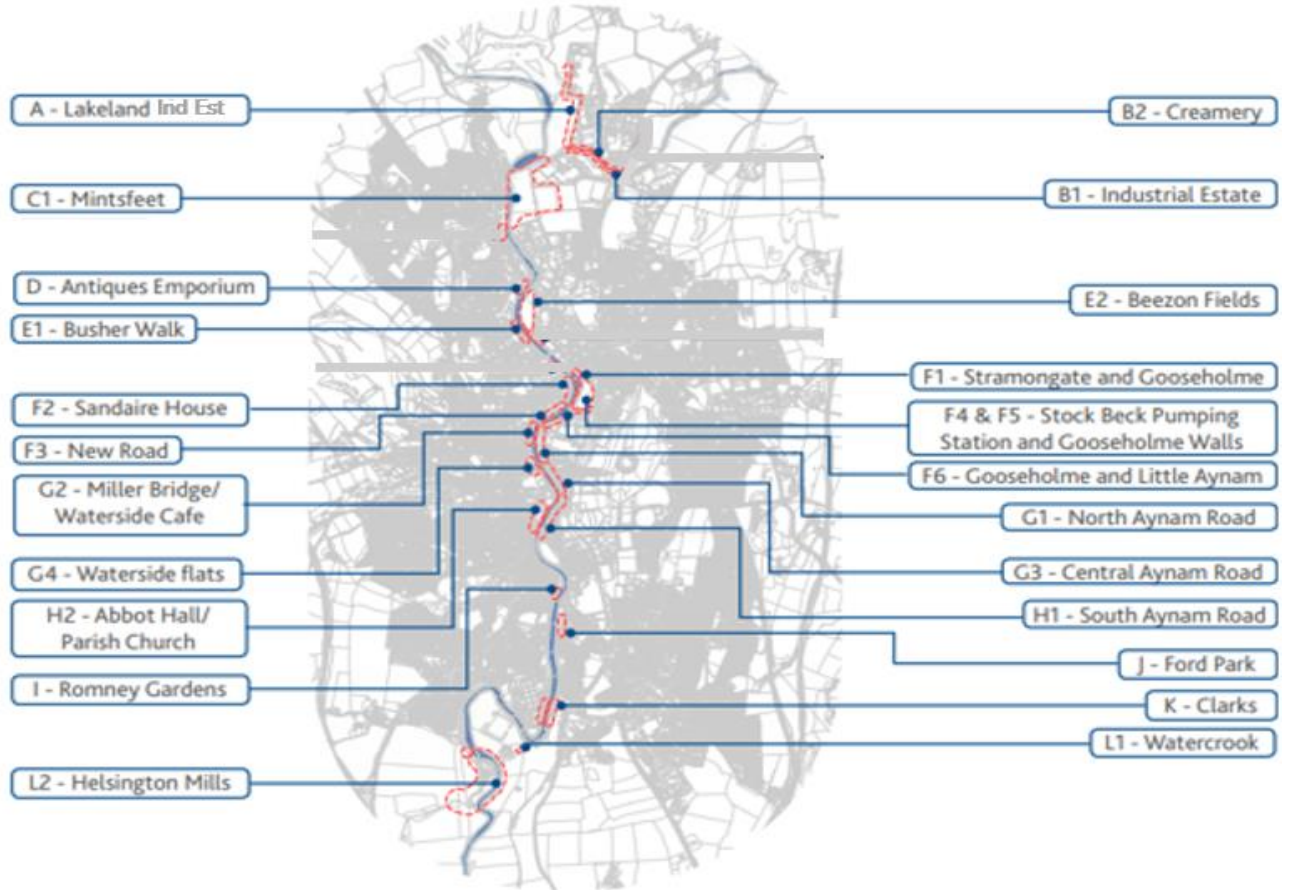 A - Lakeland Ind Est
C1 - Mintsfeet
D - Antiques Emporium
E1 - Busher Walk
F2 - Sandaire House
F3 - New Road
G2 - Miller Bridge/
Waterside Cafe
G4 - Waterside flats
H2 - Abbot Hall/
Parish Church
I - Romney Gardens
L2 - Helsington Mills
B2 - Creamery
B1 - Industrial Estate
E2 - Beezon Fields
F1 - Stramongate and Gooseholme
F4 & F5 - Stock Beck Pumping
Station and Gooseholme Walls
F6 - Gooseholme and Little Aynam
G1 - North Aynam Road
G3 - Central Aynam Road
H1 - South Aynam Road
J - Ford Park
K - Clarks
L1 - Watercrook